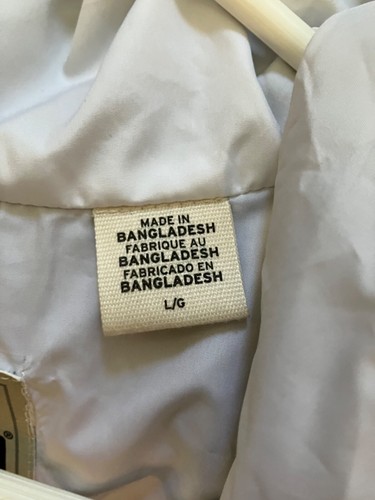 MADE IN
BANGLADESH
FABRIQUE AU
BANGLADESH
FABRICADO EN
BANGLADESH
L/G
®